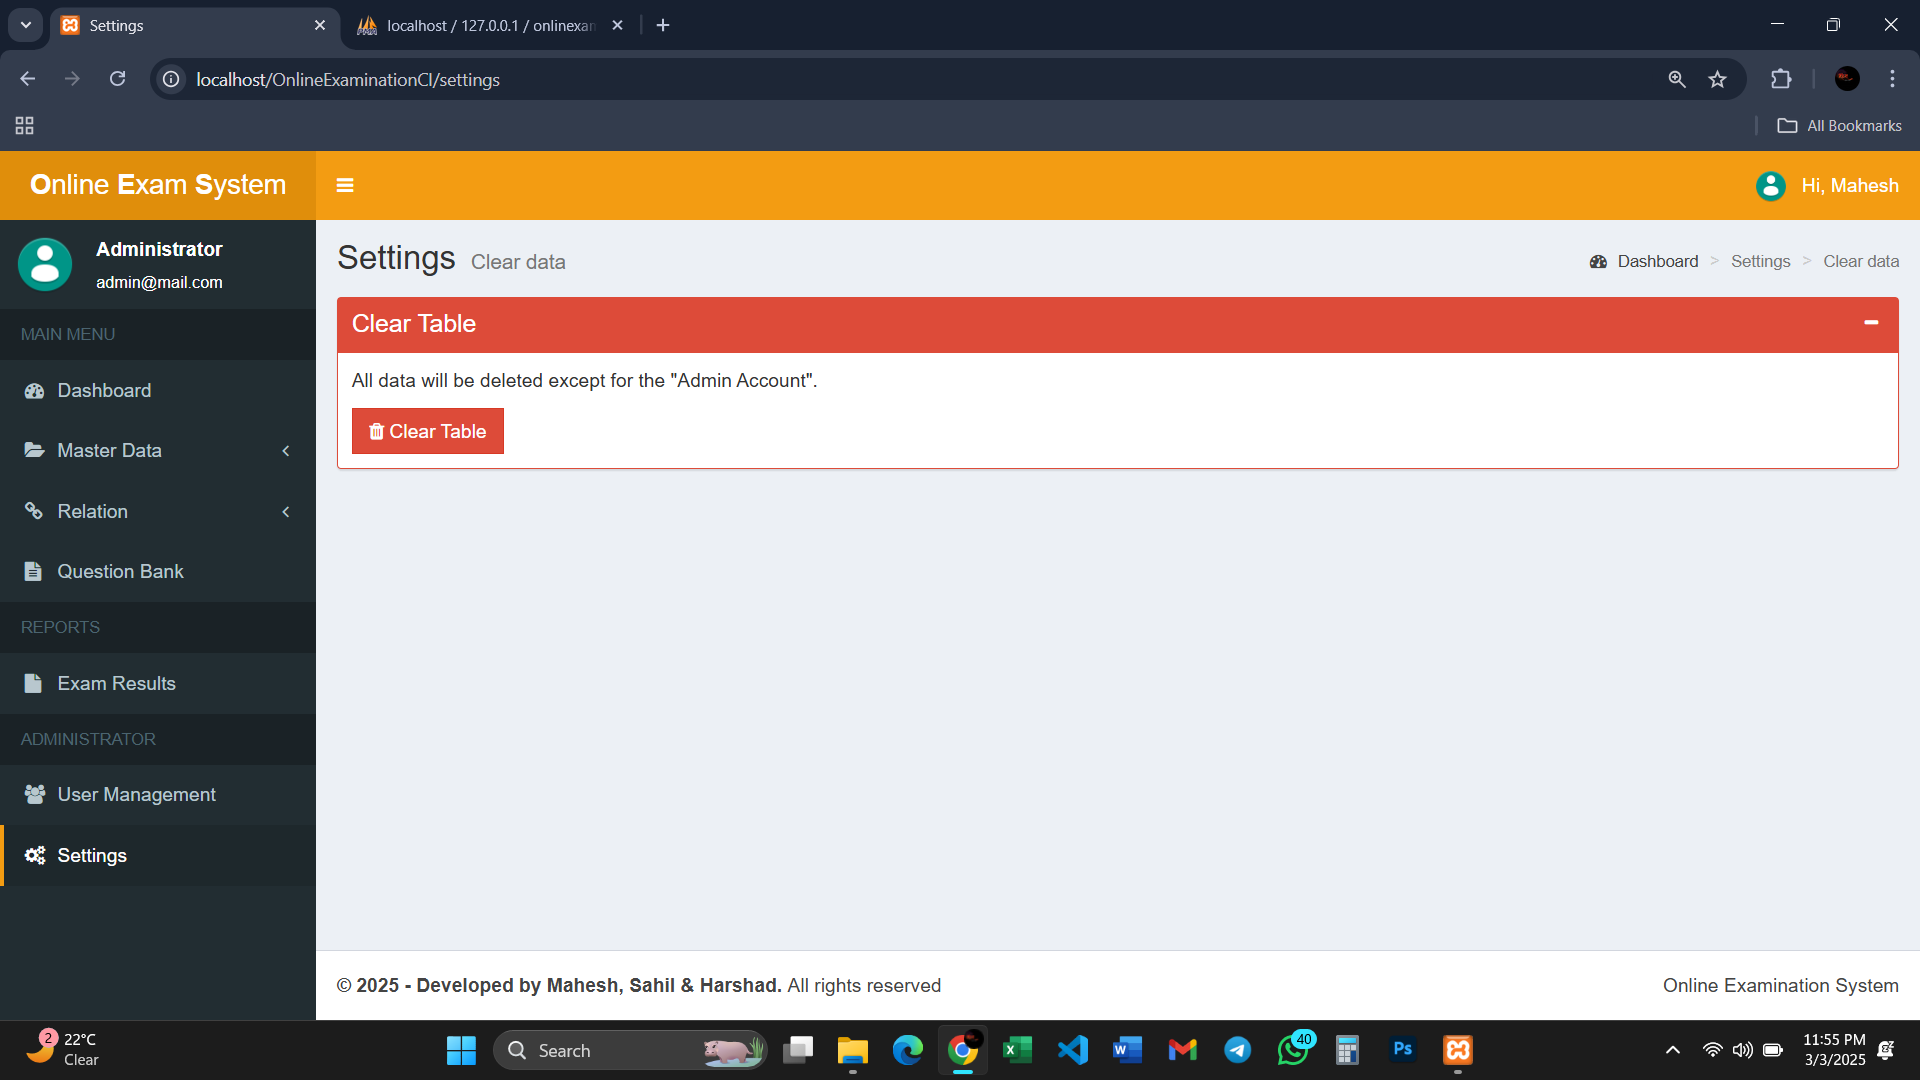 Settings
localhost / 127.0.0.1 / onlinexan
localhost/OnlineExaminationCI/settings
All Bookmarks
Online Exam System
Hi, Mahesh
Administrator
admin@mail.com
MAIN MENU
Dashboard
Master Data
Relation
Question Bank
REPORTS
Exam Results
ADMINISTRATOR
User Management
Settings
Settings Clear data
Dashboard > Settings > Clear data
Clear Table
All data will be deleted except for the "Admin Account".
Clear Table
© 2025 - Developed by Mahesh, Sahil & Harshad. All rights reserved
Online Examination System
2
22°C
Clear
Search
40
Ps
11:55 PM
3/3/2025